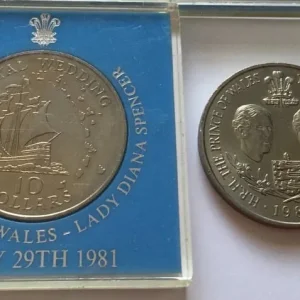 AL WEDDING
10
DOLLARS
WALES - LADY DIANA SPENCER
Y 29TH 1981
H.R.H. THE PRINCE OF WALES
198